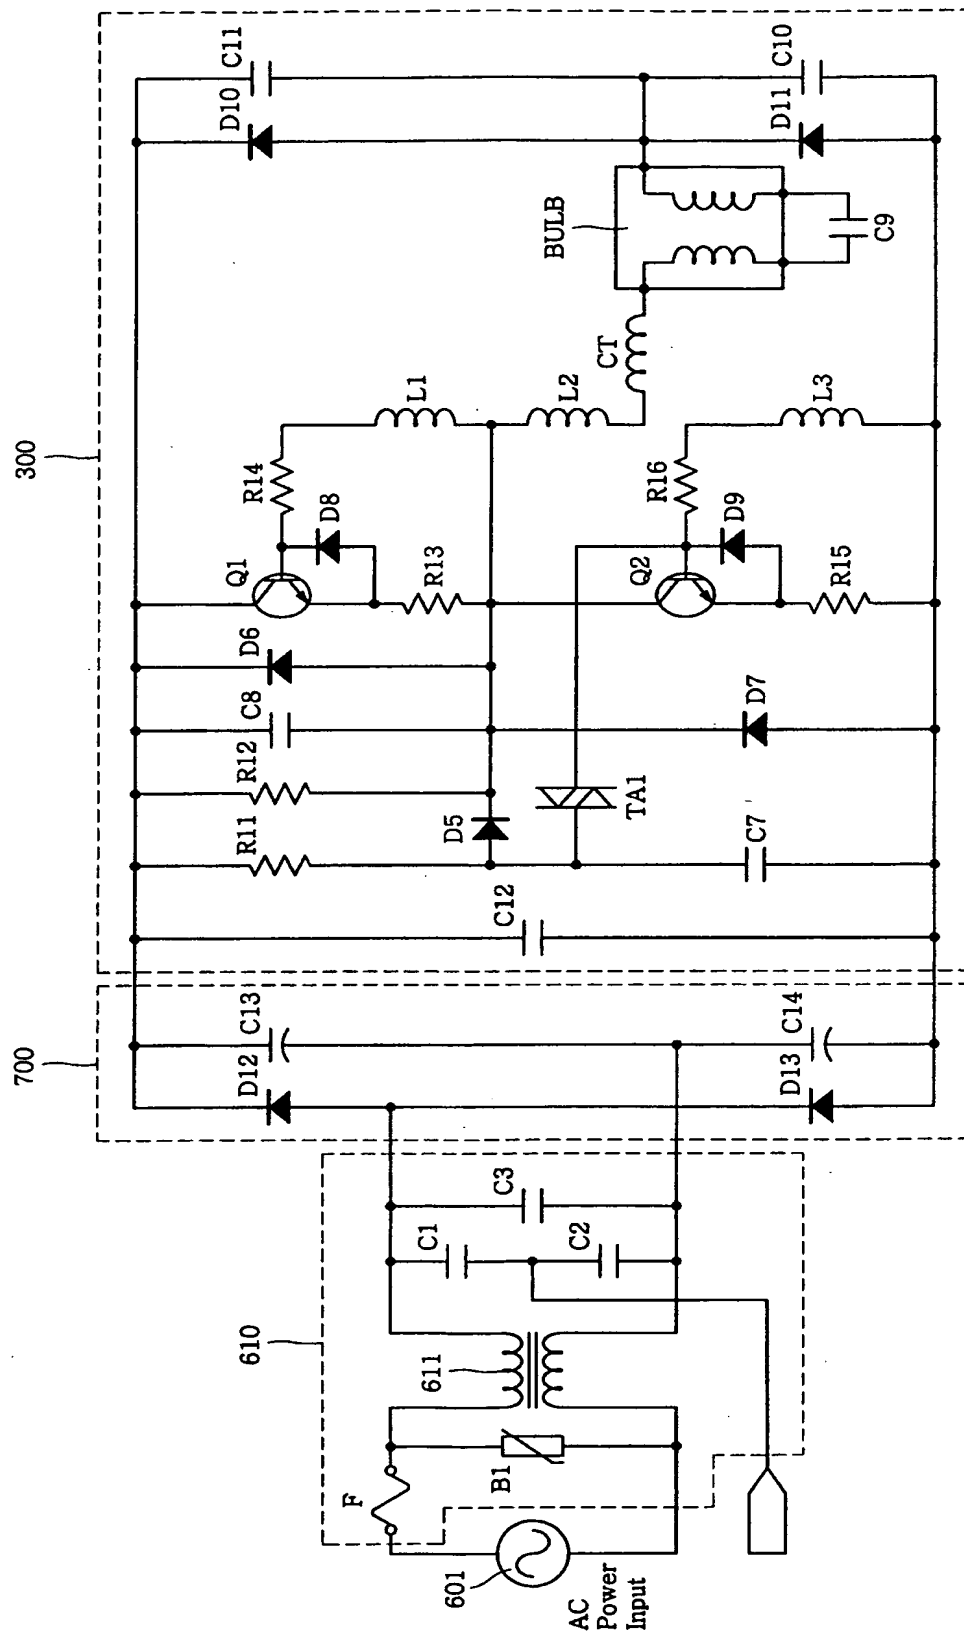 300
700
610
C11
D10
C10
D11
BULB
C9
CT
L1
L2
L3
R14
R16
Q1
D8
R13
Q2
D9
R15
D6
C8
D7
R12
R11
D5
TA1
C7
C12
C13
D12
C14
D13
C3
C1
C2
611
F
B1
601
AC
Power
Input